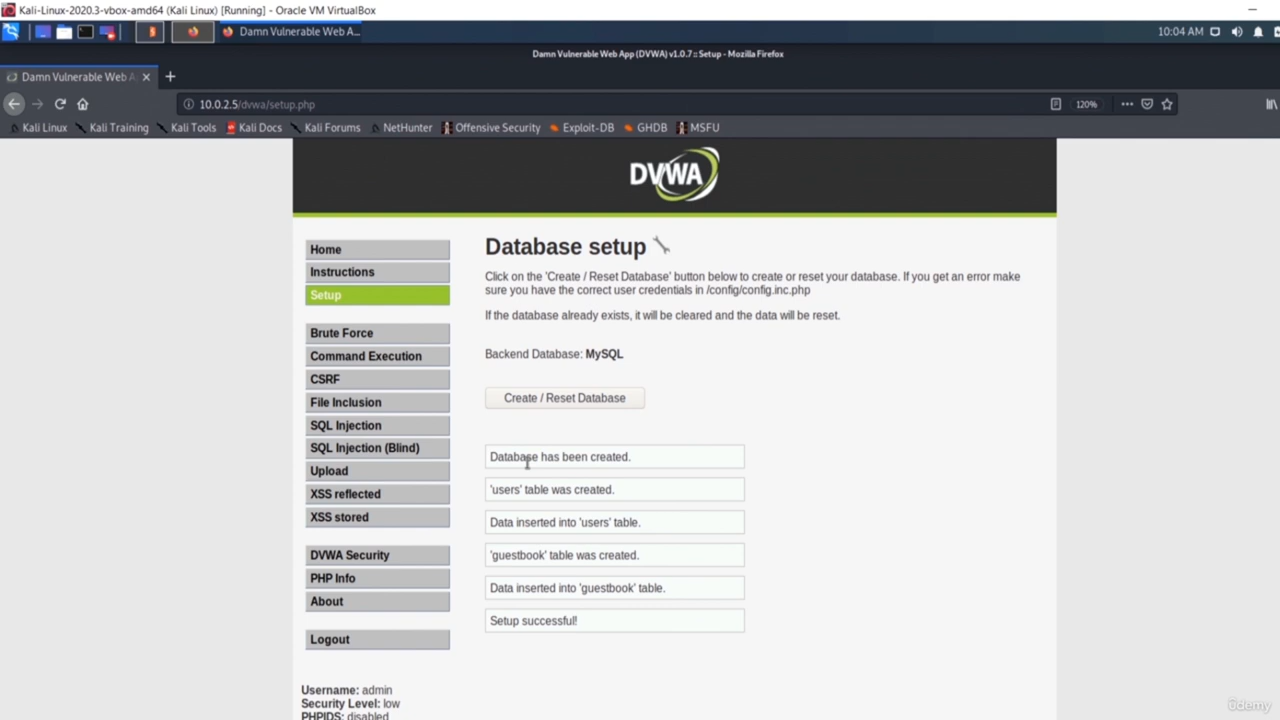 Kali-Linux-2020.3-vbox-amd64 (Kali Linux) [Running] - Oracle VM VirtualBox
Damn Vulnerable Web A...
10:04 AM
Damn Vulnerable Web App (DVWA) v1.0.7 :: Setup - Mozilla Firefox
Damn Vulnerable Web A
10.0.2.5/dvwa/setup.php
120%
Kali Linux
Kali Training
Kali Tools
Kali Docs
Kali Forums
NetHunter
Offensive Security
Exploit-DB
GHDB
MSFU
DVWA
Home
Instructions
Setup
Brute Force
Command Execution
CSRF
File Inclusion
SQL Injection
SQL Injection (Blind)
Upload
XSS reflected
XSS stored
DVWA Security
PHP Info
About
Logout
Username: admin
Security Level: low
PHPIDS: disabled
Database setup
Click on the 'Create / Reset Database' button below to create or reset your database. If you get an error make
sure you have the correct user credentials in /config/config.inc.php
If the database already exists, it will be cleared and the data will be reset.
Backend Database: MySQL
Create / Reset Database
Database has been created.
'users' table was created.
Data inserted into 'users' table.
'guestbook' table was created.
Data inserted into 'guestbook' table.
Setup successful!
ûdemy